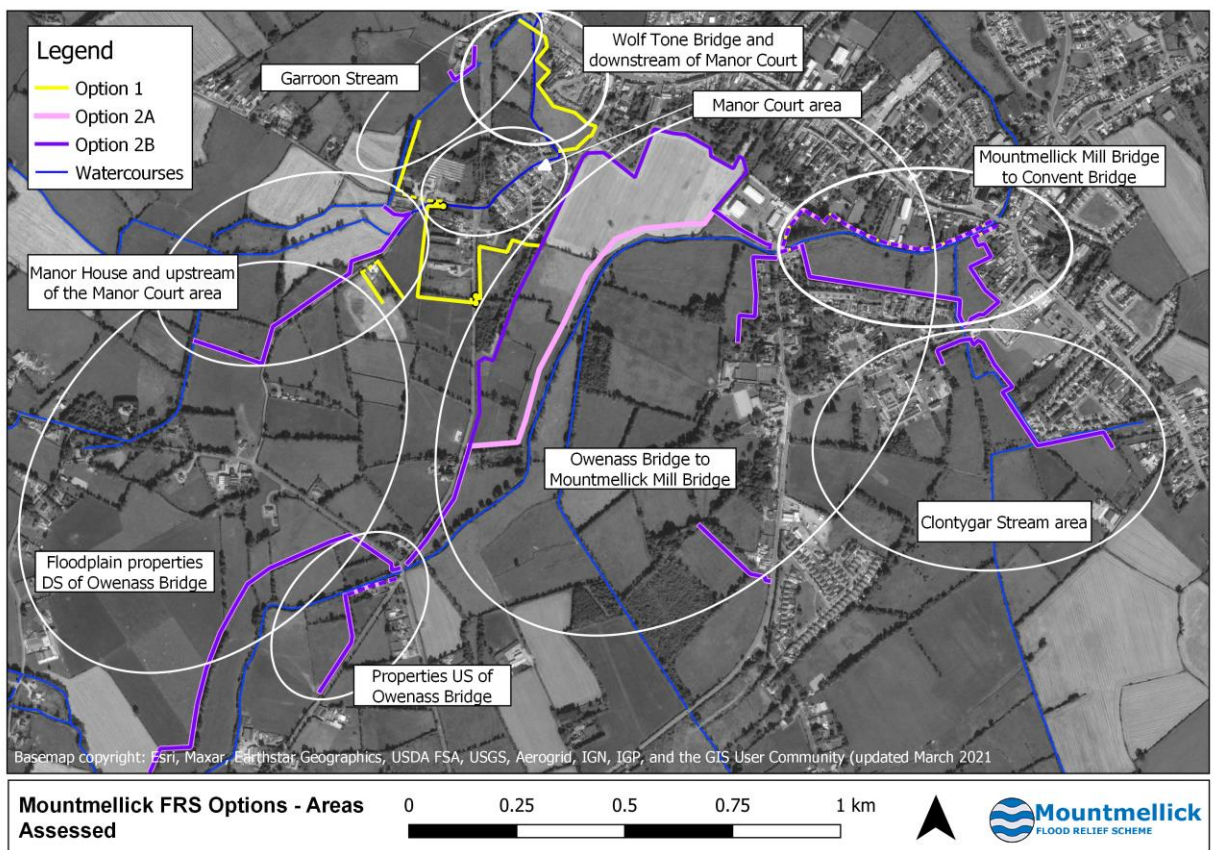 Legend
Option 1
Option 2A
Option 2B
Watercourses
Garroon Stream
Wolf Tone Bridge and
downstream of Manor Court
Manor Court area
Mountmellick Mill Bridge
to Convent Bridge
Manor House and upstream
of the Manor Court area
Owenass Bridge to
Mountmellick Mill Bridge
Clontygar Stream area
Floodplain properties
DS of Owenass Bridge
Properties US of
Owenass Bridge
Basemap copyright: Esri, Maxar, Earthstar Geographics, USDA FSA, USGS, Aerogrid, IGN, IGP, and the GIS User Community (updated March 2021
Mountmellick FRS Options - Areas
Assessed
0 0.25 0.5 0.75 1 km
Mountmellick
FLOOD RELIEF SCHEME